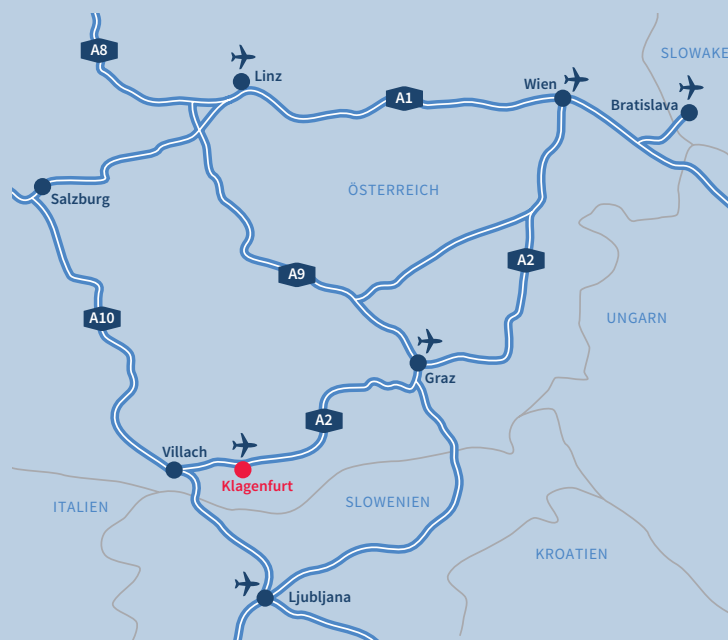 A8
Linz
Wien
SLOWAKE
A1
Bratislava
Salzburg
ÖSTERREICH
A9
A2
A10
UNGARN
Graz
A2
Villach
Klagenfurt
ITALIEN
SLOWENIEN
KROATIEN
Ljubljana